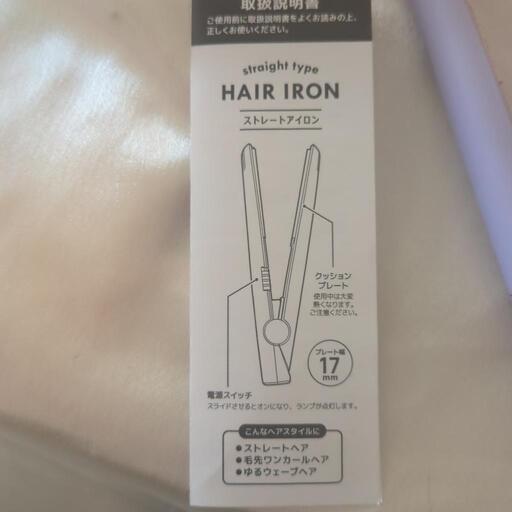 取扱説明書
ご使用前に取扱説明書をよくお読みの上、
正しくお使いください。
straight type
HAIR IRON
ストレートアイロン
クッション
プレート
使用中は大変
熱くなります。
ご注意ください。
プレート幅
17
mm
電源スイッチ
スライドさせるとオンになり、ランプが点灯します。
こんなヘアスタイルに
●ストレートヘア
●毛先ワンカールヘア
●ゆるウェーブヘア